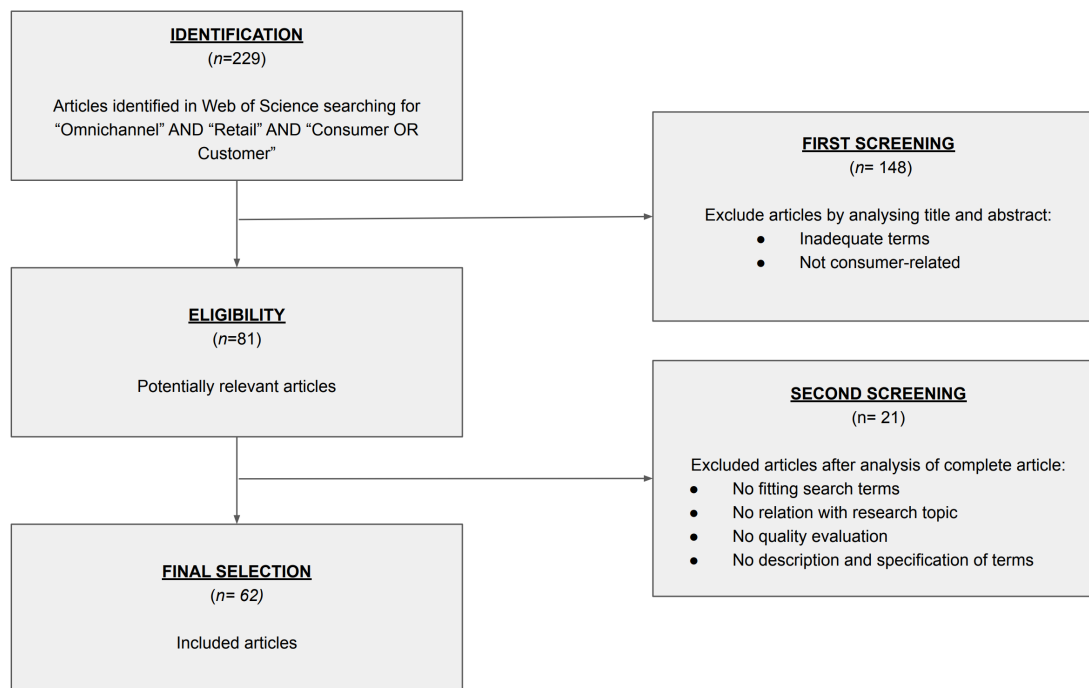 IDENTIFICATION
(n=229)
Articles identified in Web of Science searching for
“Omnichannel” AND “Retail” AND “Consumer OR
Customer”
FIRST SCREENING
(n= 148)
Exclude articles by analysing title and abstract:
● Inadequate terms
● Not consumer-related
ELIGIBILITY
(n=81)
Potentially relevant articles
SECOND SCREENING
(n= 21)
Excluded articles after analysis of complete article:
● No fitting search terms
● No relation with research topic
● No quality evaluation
● No description and specification of terms
FINAL SELECTION
(n= 62)
Included articles